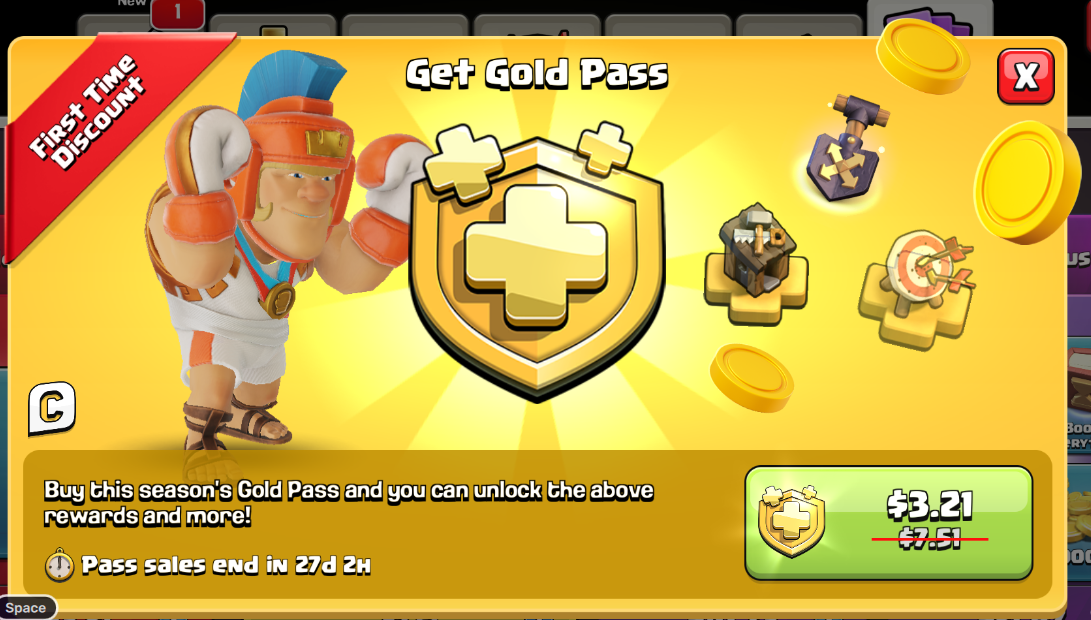 New
1
First Time
Discount
Get Gold Pass
X
C
Buy this season's Gold Pass and you can unlock the above
rewards and more!
Pass sales end in 27d 2H
$3.21
$7.51
Space